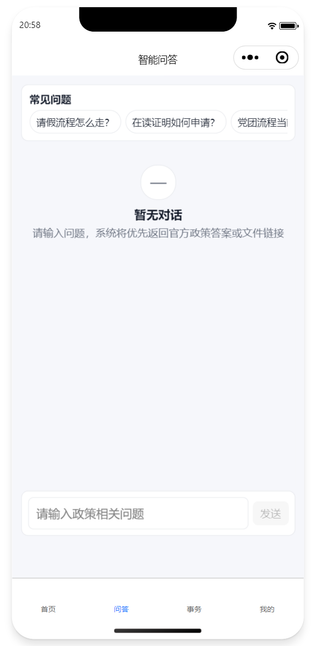 20:58
智能问答
常见问题
请假流程怎么走？
在读证明如何申请？
党团流程当
暂无对话
请输入问题，系统将优先返回官方政策答案或文件链接
请输入政策相关问题
发送
首页
问答
事务
我的